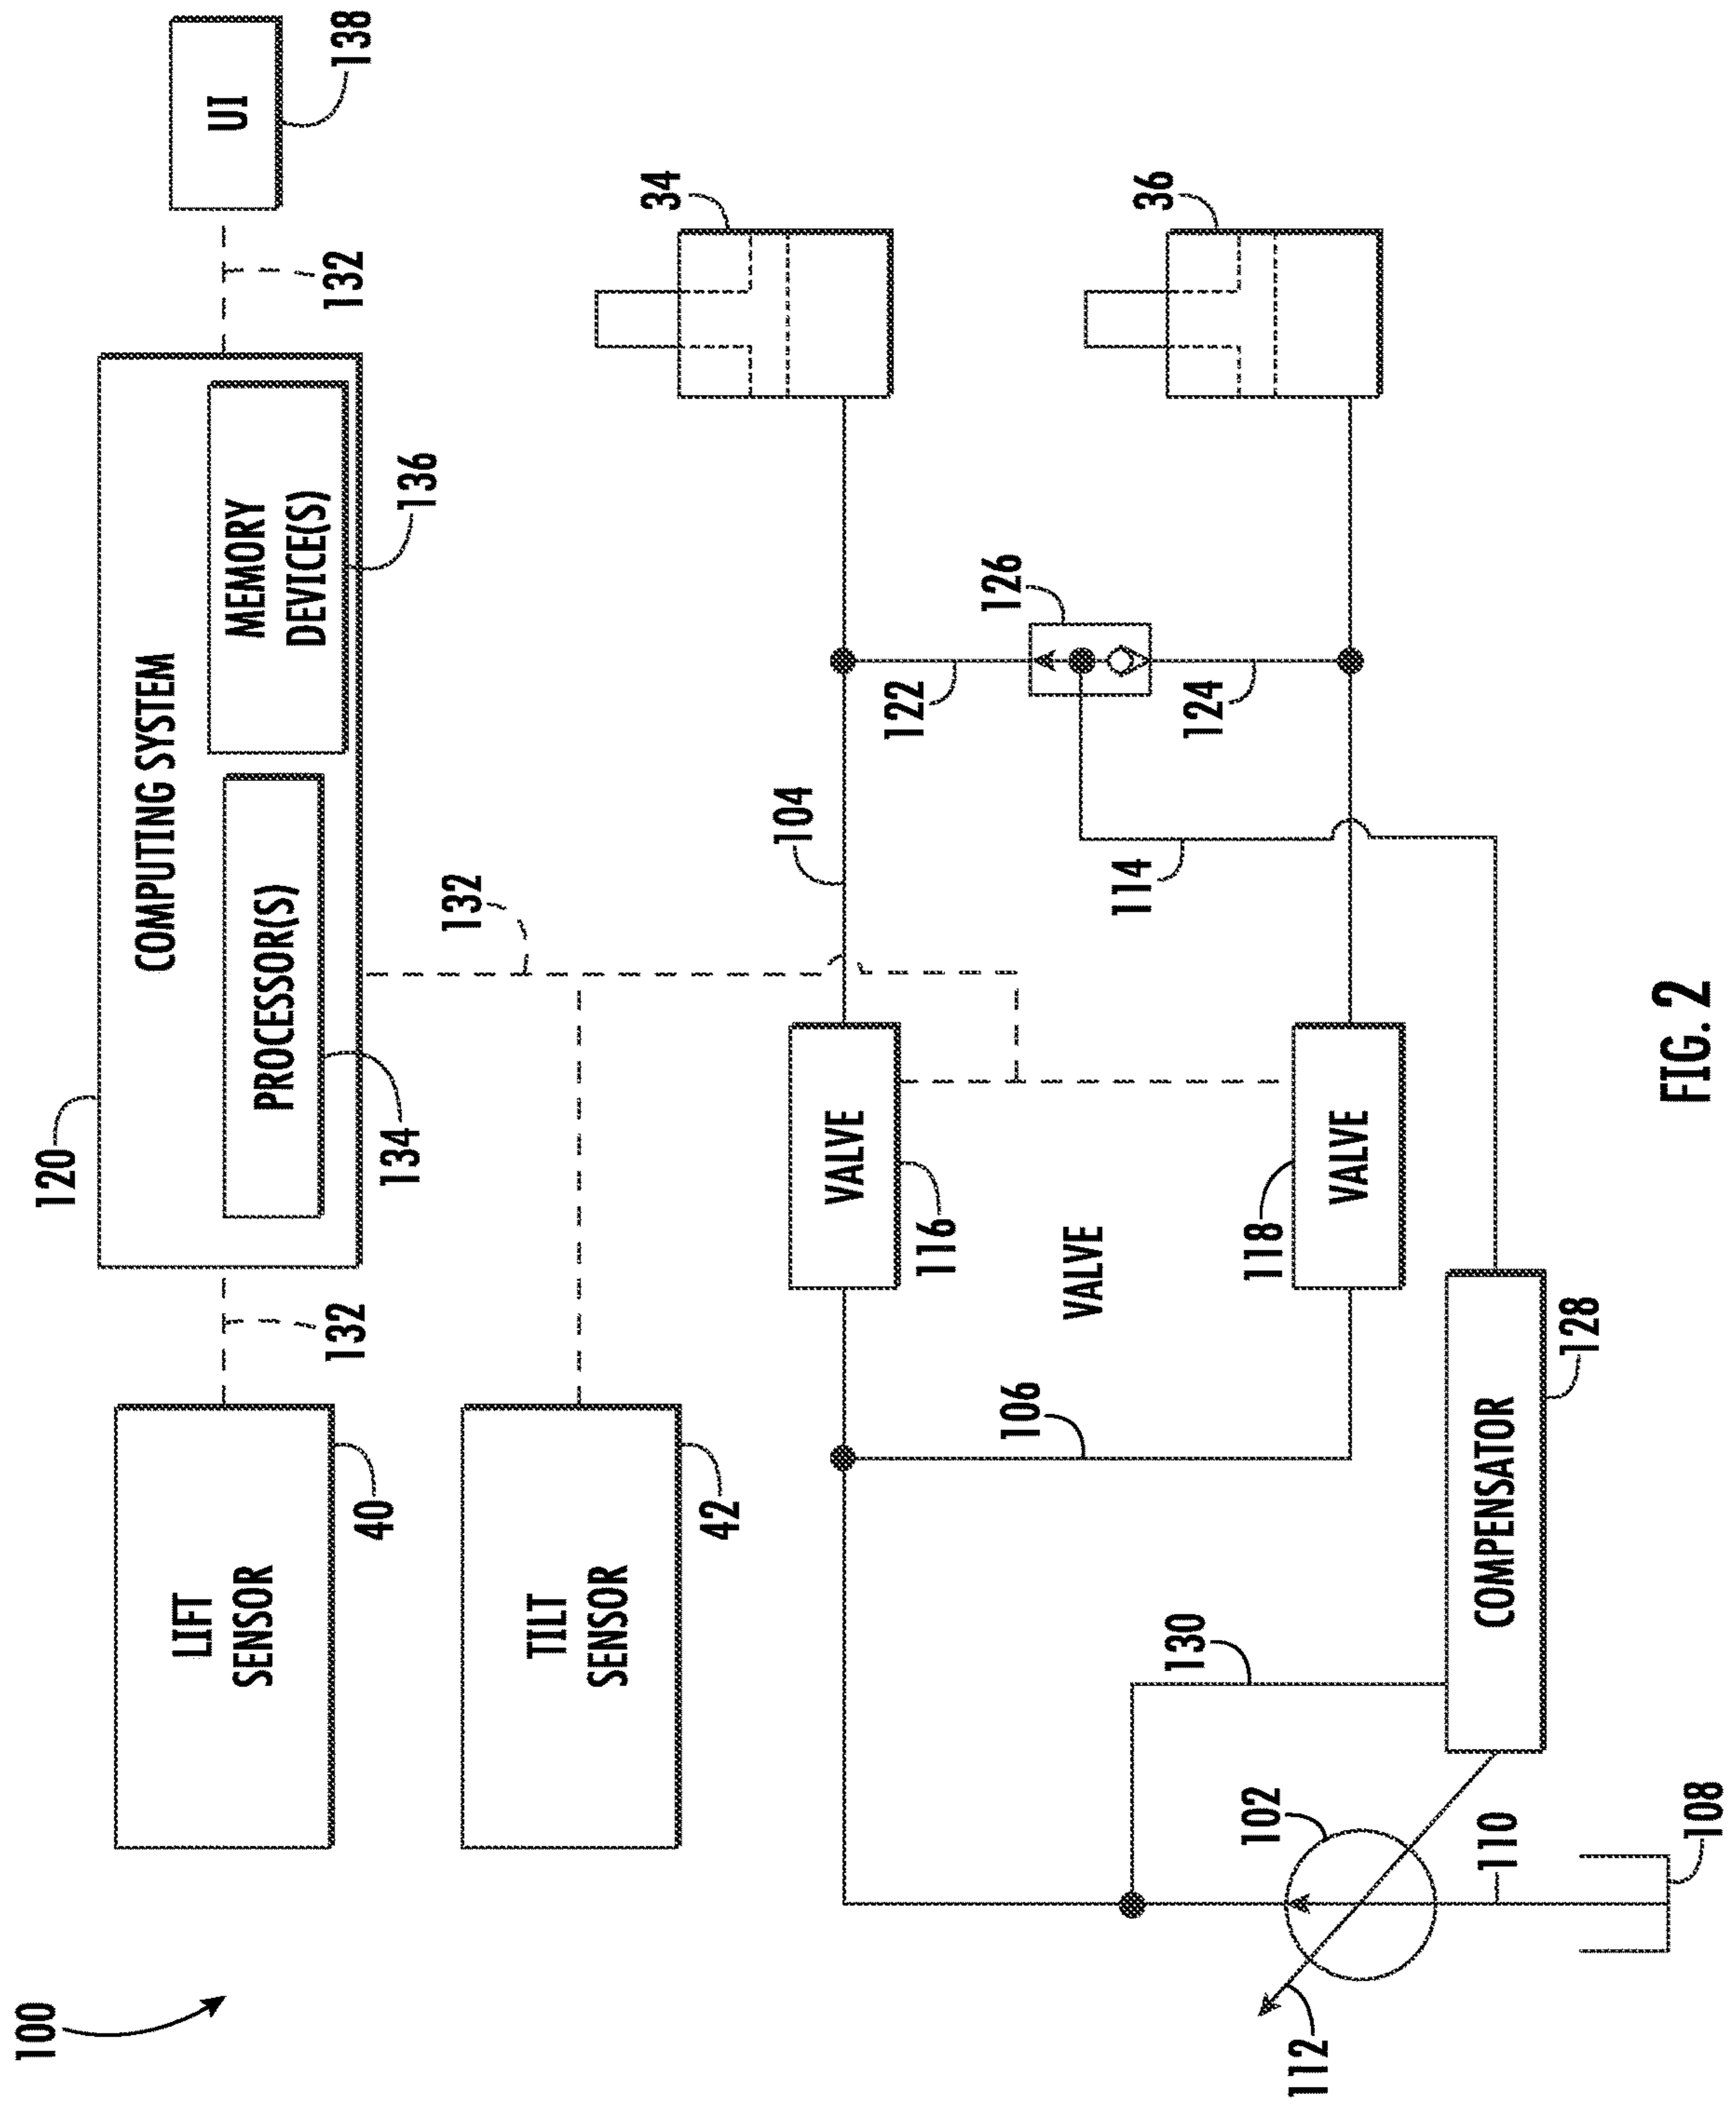 100
120
COMPUTING SYSTEM
PROCESSOR(S)
134
MEMORY
DEVICE(S)
136
UI
138
132
132
132
LIFT
SENSOR
40
TILT
SENSOR
42
34
36
104
122
126
124
114
VALVE
116
VALVE
VALVE
118
106
130
COMPENSATOR
128
102
110
108
112
FIG. 2